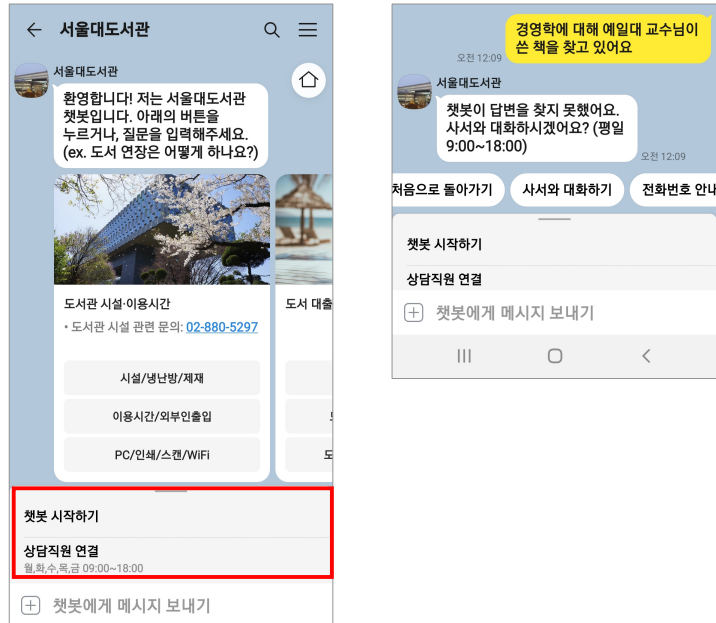 서울대도서관
서울대도서관
환영합니다! 저는 서울대도서관
챗봇입니다. 아래의 버튼을
누르거나, 질문을 입력해주세요.
(ex. 도서 연장은 어떻게 하나요?)
도서관 시설·이용시간
• 도서관 시설 관련 문의: 02-880-5297
도서 대출
시설/냉난방/제재
이용시간/외부인출입
PC/인쇄/스캔/WiFi
챗봇 시작하기
상담직원 연결
월,화,수,목,금 09:00~18:00
챗봇에게 메시지 보내기
경영학에 대해 예일대 교수님이
쓴 책을 찾고 있어요
오전 12:09
서울대도서관
챗봇이 답변을 찾지 못했어요.
사서와 대화하시겠어요? (평일
9:00~18:00)
오전 12:09
처음으로 돌아가기
사서와 대화하기
전화번호 안내
챗봇 시작하기
상담직원 연결
챗봇에게 메시지 보내기